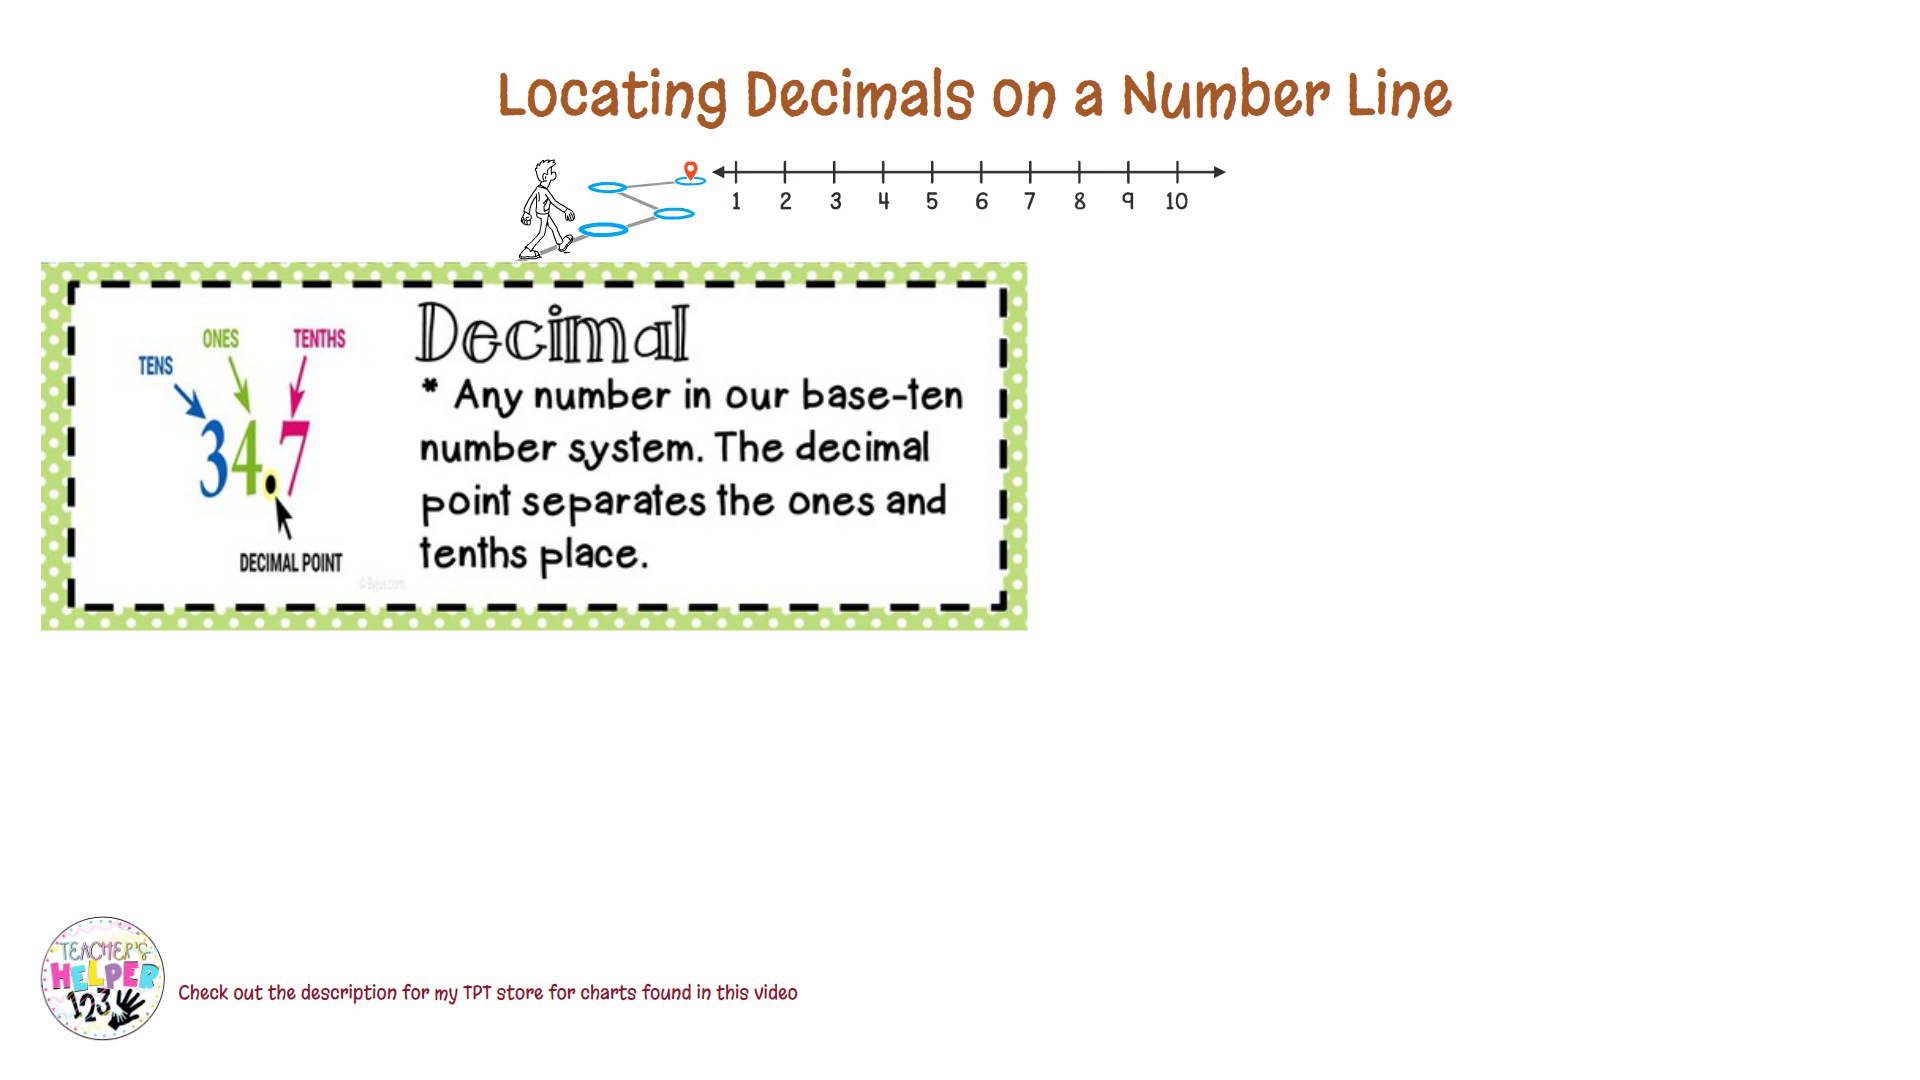 Locating Decimals on a Number Line
1 2 3 4 5 6 7 8 9 10
Decimal
TENS ONES TENTHS
34.7
DECIMAL POINT
© Byjus.com
* Any number in our base-ten
number system. The decimal
point separates the ones and
tenths place.
TEACHER'S
HELPER
123
Check out the description for my TPT store for charts found in this video